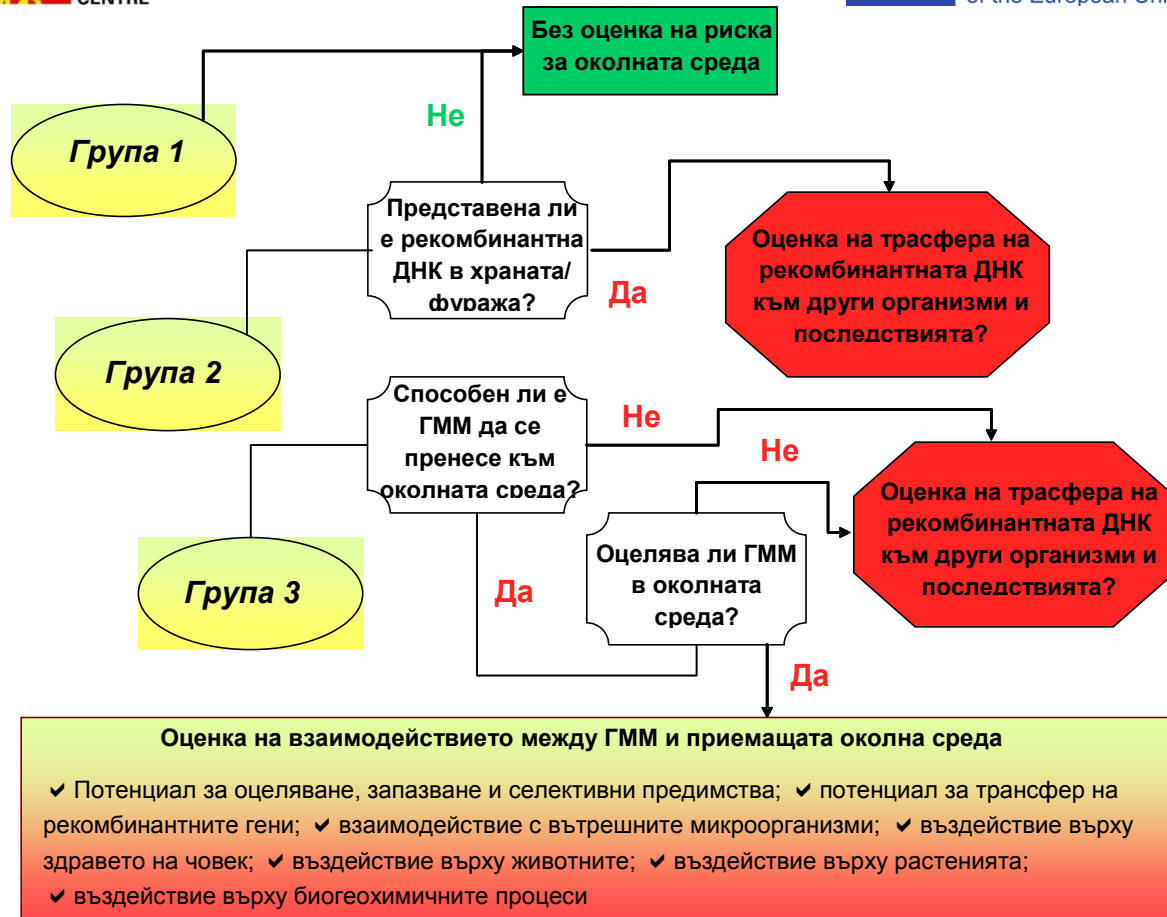 CENTRE
of the European Uni
Без оценка на риска
за околната среда
Не
Група 1
Представена ли
е рекомбинантна
ДНК в храната/
фуража?
Да
Оценка на трасфера на
рекомбинантната ДНК
към други организми и
последствията?
Група 2
Способен ли е
ГММ да се
пренесе към
околната среда?
Не
Не
Оценка на трасфера на
рекомбинантната ДНК
към други организми и
последствията?
Оцелява ли ГММ
в околната
среда?
Група 3
Да
Да
Оценка на взаимодействието между ГММ и приемащата околна среда
✓ Потенциал за оцеляване, запазване и селективни предимства; ✓ потенциал за трансфер на
рекомбинантните гени; ✓ взаимодействие с вътрешните микроорганизми; ✓ въздействие върху
здравето на човек; ✓ въздействие върху животните; ✓ въздействие върху растенията;
✓ въздействие върху биогеохимичните процеси